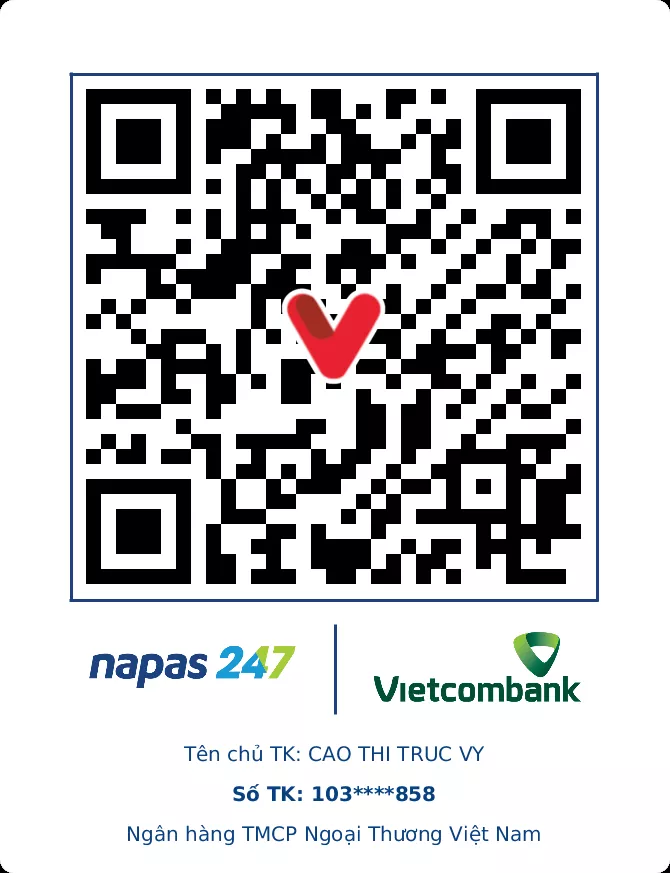 napas 247
Vietcombank
Tên chủ TK: CAO THI TRUC VY
Số TK: 103****858
Ngân hàng TMCP Ngoại Thương Việt Nam